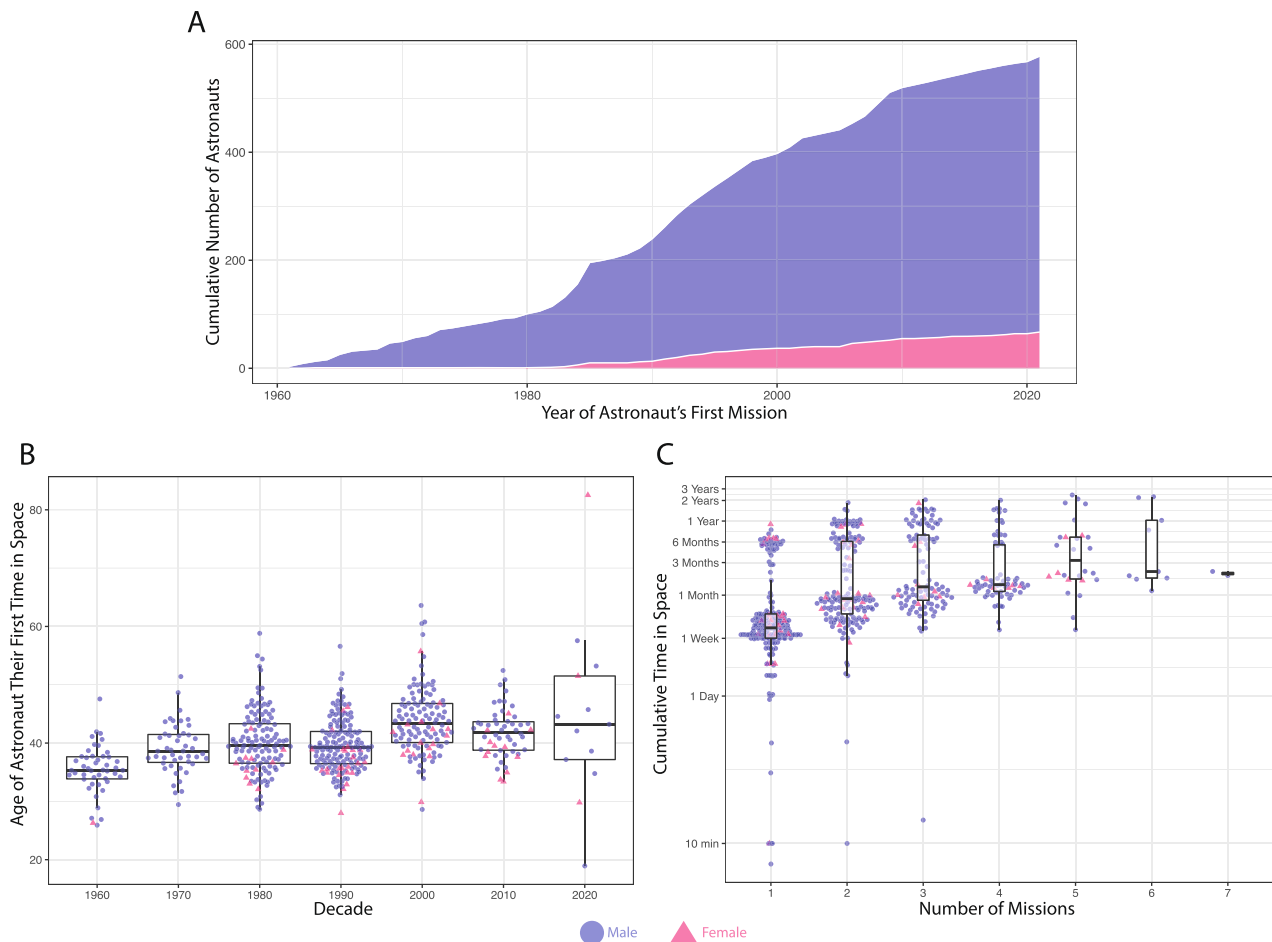 A
600
400
200
0
Cumulative Number of Astronauts
1960 1980 2000 2020
Year of Astronaut's First Mission
B
80
60
40
20
Age of Astronaut Their First Time in Space
1960 1970 1980 1990 2000 2010 2020
Decade
C
3 Years
2 Years
1 Year
6 Months
3 Months
1 Month
1 Week
1 Day
10 min
Cumulative Time in Space
1 2 3 4 5 6 7
Number of Missions
Male Female